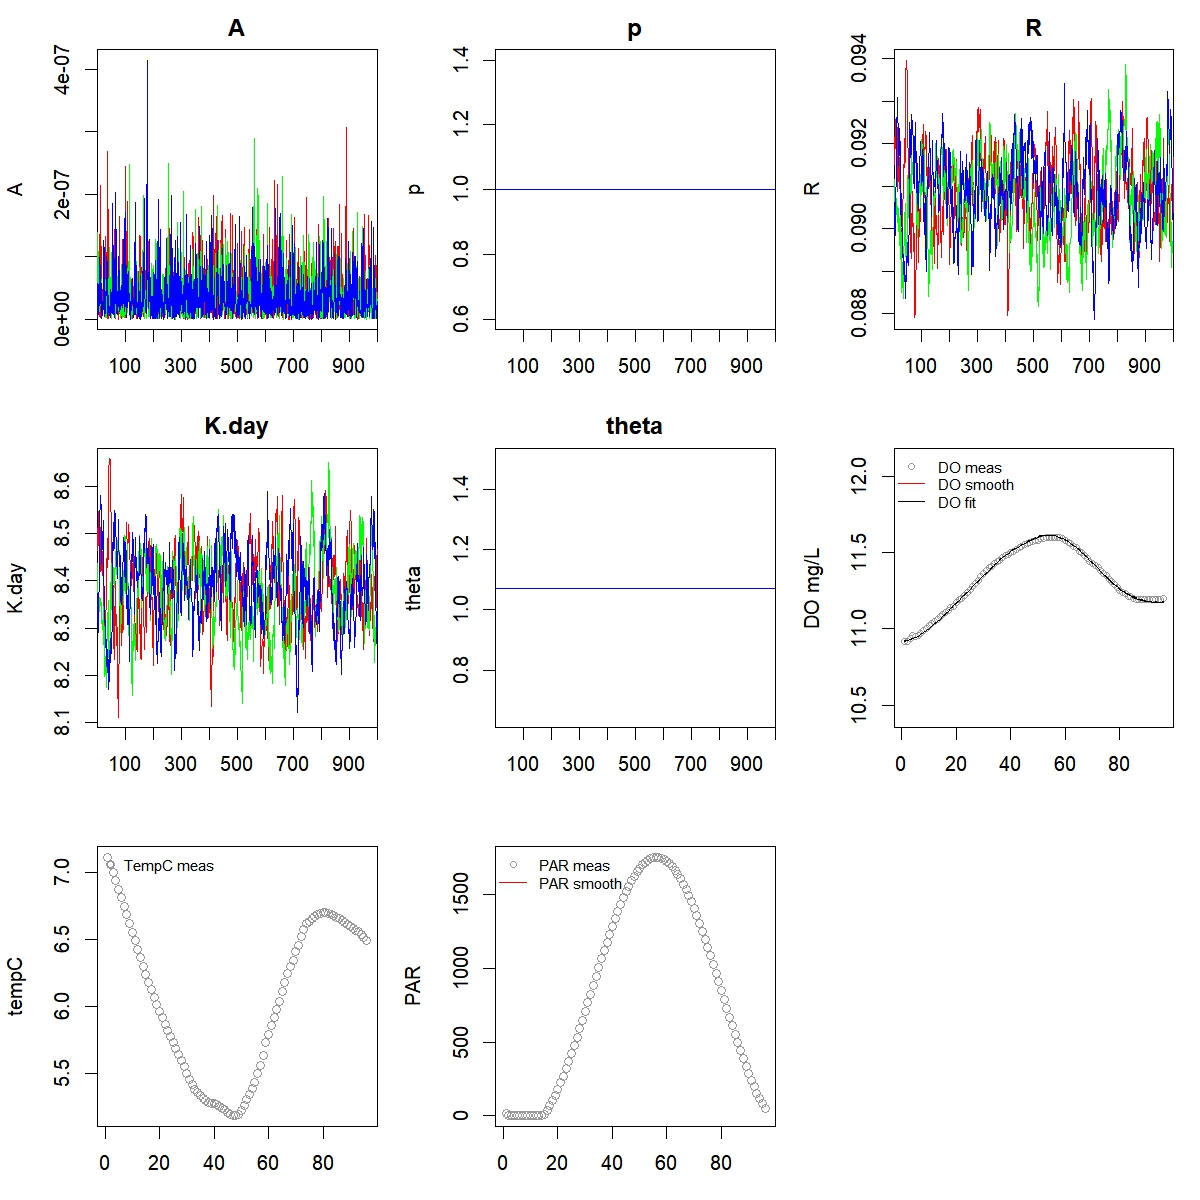 A
A
4e-07
2e-07
0e+00
100 300 500 700 900
p
p
1.4
1.2
1.0
0.8
0.6
100 300 500 700 900
R
R
0.094
0.092
0.090
0.088
100 300 500 700 900
K.day
K.day
8.6
8.5
8.4
8.3
8.2
8.1
100 300 500 700 900
theta
theta
1.4
1.2
1.0
0.8
100 300 500 700 900
DO mg/L
12.0
11.5
11.0
10.5
DO meas
DO smooth
DO fit
0 20 40 60 80
tempC
7.0
6.5
6.0
5.5
TempC meas
0 20 40 60 80
PAR
1500
1000
500
0
PAR meas
PAR smooth
0 20 40 60 80